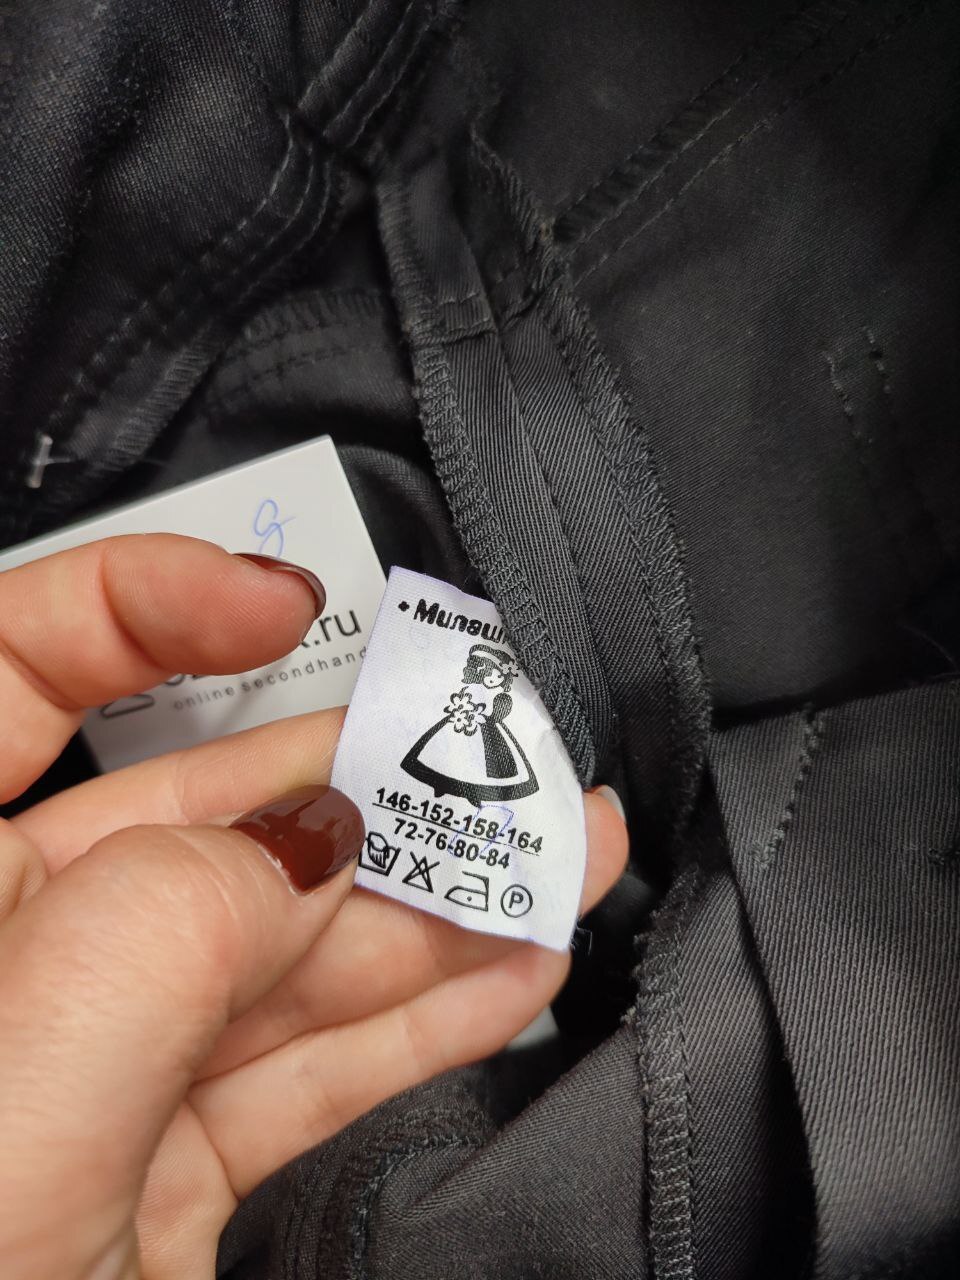 g
.ru
online secondhand
• Милаш
146-152-158-164
72-76-80-84
P